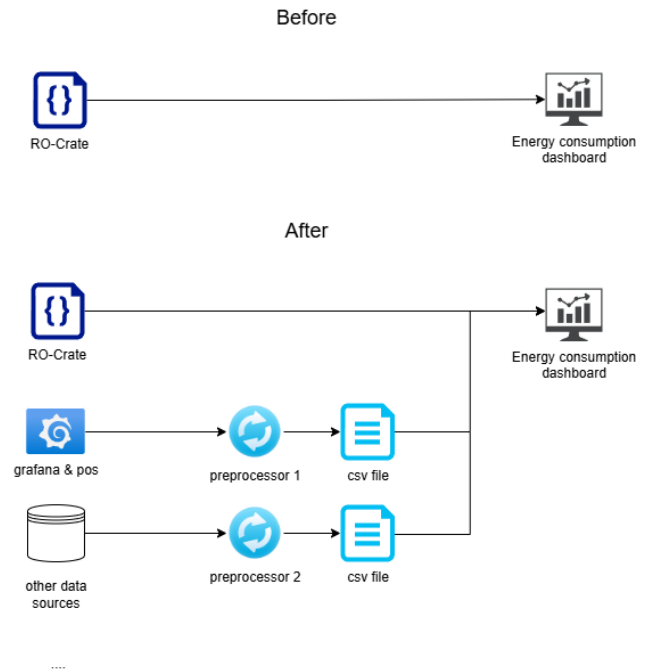 Before
RO-Crate
Energy consumption
dashboard
After
RO-Crate
Energy consumption
dashboard
grafana & pos
preprocessor 1
csv file
other data
sources
preprocessor 2
csv file
....